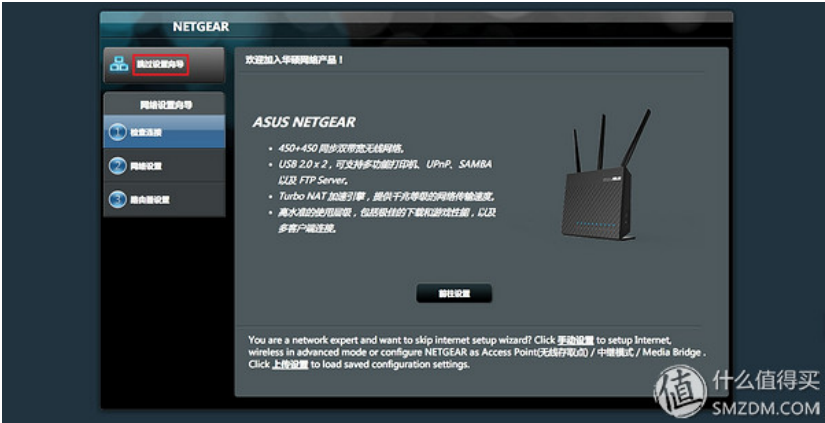 NETGEAR
跳过设置向导
网络设置向导
1 检查连接
2 网络设置
3 路由器设置
欢迎加入华硕网络产品！
ASUS NETGEAR
• 450+450 同步双带宽无线网络。
• USB 2.0 x 2，可支持多功能打印机、UPnP、SAMBA
以及 FTP Server。
• Turbo NAT 加速引擎，提供千兆等级的网络传输速度。
• 高水准的使用层级，包括极佳的下载和游戏性能，以及
多客户端连接。
前往设置
You are a network expert and want to skip internet setup wizard? Click 手动设置 to setup Internet,
wireless in advanced mode or configure NETGEAR as Access Point(无线存取点) / 中继模式 / Media Bridge .
Click 上传设置 to load saved configuration settings.
值 什么值得买
SMZDM.COM